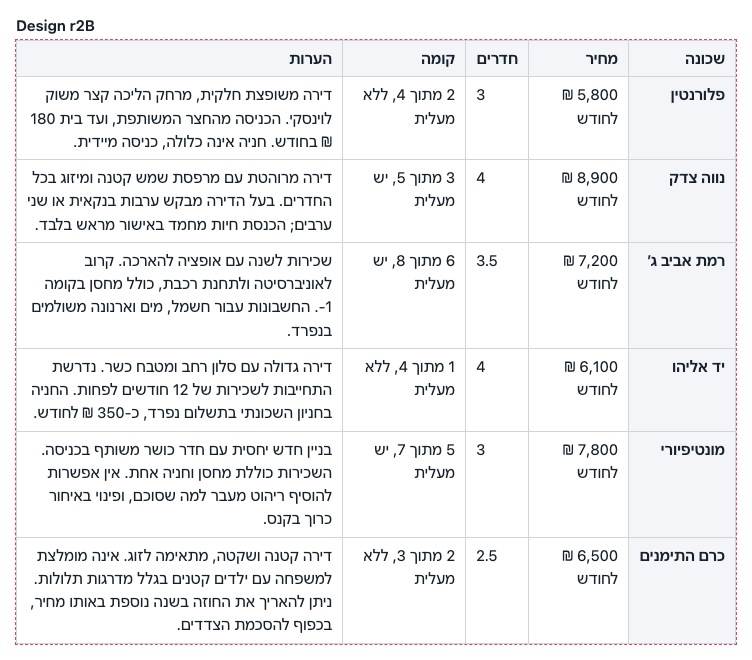 Design r2B
שכונה מחיר חדרים קומה הערות
פלורנטין
5,800 ₪
לחודש
3
2 מתוך 4, ללא
מעלית
דירה משופצת חלקית, מרחק הליכה קצר משוק
לוינסקי. הכניסה מהחצר המשותפת, ועד בית 180
₪ בחודש. חניה אינה כלולה, כניסה מיידית.
נווה צדק
8,900 ₪
לחודש
4
3 מתוך 5, יש
מעלית
דירה מרוהטת עם מרפסת שמש קטנה ומיזוג בכל
החדרים. בעל הדירה מבקש ערבות בנקאית או שני
ערבים; הכנסת חיות מחמד באישור מראש בלבד.
רמת אביב ג׳
7,200 ₪
לחודש
3.5
6 מתוך 8, יש
מעלית
שכירות לשנה עם אופציה להארכה. קרוב
לאוניברסיטה ולתחנת רכבת, כולל מחסן בקומה
1-. החשבונות עבור חשמל, מים וארנונה משולמים
בנפרד.
יד אליהו
6,100 ₪
לחודש
4
1 מתוך 4, ללא
מעלית
דירה גדולה עם סלון רחב ומטבח כשר. נדרשת
התחייבות לשכירות של 12 חודשים לפחות. החניה
בחניון השכונתי בתשלום נפרד, כ-350 ₪ לחודש.
מונטיפיורי
7,800 ₪
לחודש
3
5 מתוך 7, יש
מעלית
בניין חדש יחסית עם חדר כושר משותף בכניסה.
השכירות כוללת מחסן וחניה אחת. אין אפשרות
להוסיף ריהוט מעבר למה שסוכם, ופינוי באיחור
כרוך בקנס.
כרם התימנים
6,500 ₪
לחודש
2.5
2 מתוך 3, ללא
מעלית
דירה קטנה ושקטה, מתאימה לזוג. אינה מומלצת
למשפחה עם ילדים קטנים בגלל מדרגות תלולות.
ניתן להאריך את החוזה בשנה נוספת באותו מחיר,
בכפוף להסכמת הצדדים.